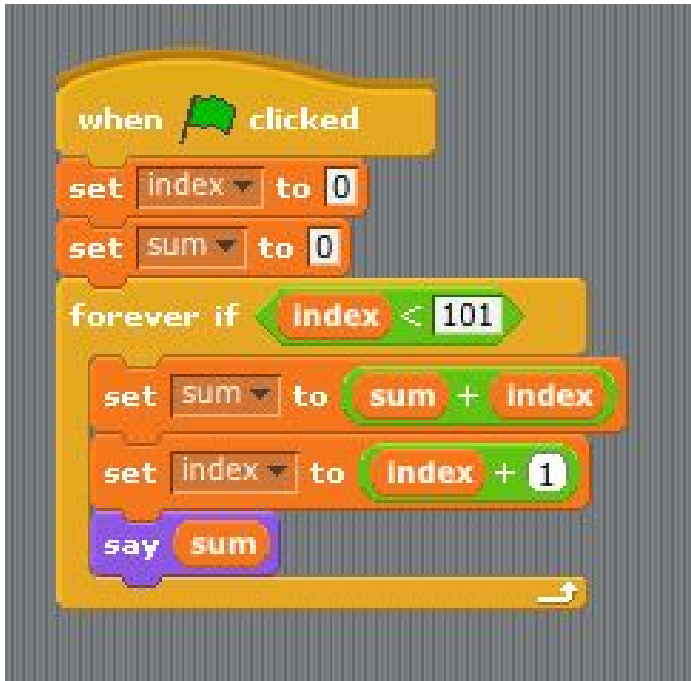 when clicked
set index to 0
set sum to 0
forever if index < 101
set sum to sum + index
set index to index + 1
say sum